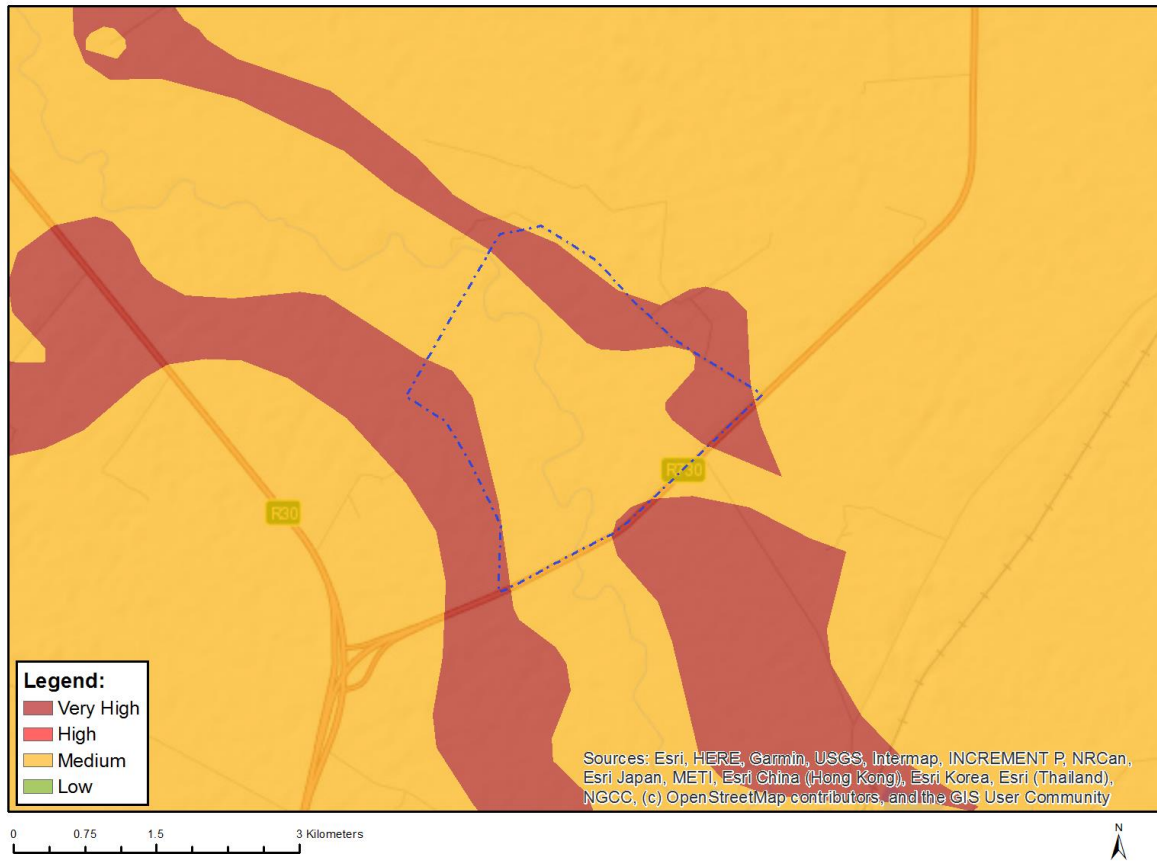 R30
R730
Legend:
Very High
High
Medium
Low
Sources: Esri, HERE, Garmin, USGS, Intermap, INCREMENT P, NRCan,
Esri Japan, METI, Esri China (Hong Kong), Esri Korea, Esri (Thailand),
NGCC, (c) OpenStreetMap contributors, and the GIS User Community
0 0.75 1.5 3 Kilometers
N